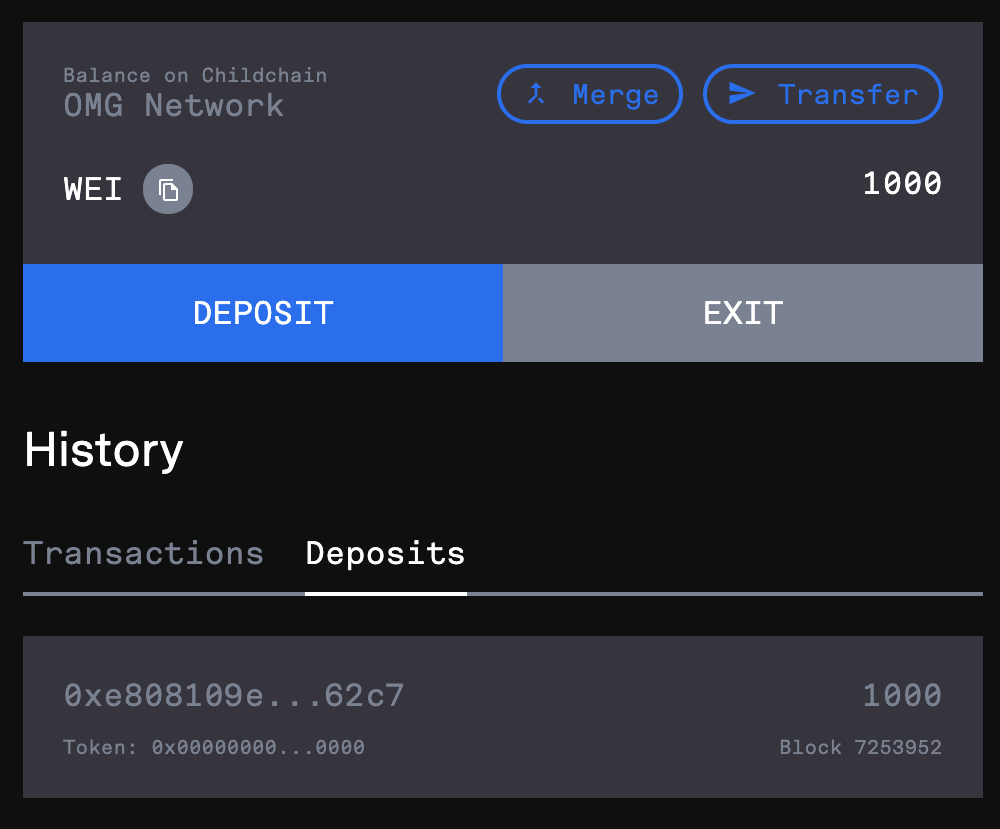 Balance on Childchain
OMG Network
Merge
Transfer
WEI
1000
DEPOSIT
EXIT
History
Transactions
Deposits
0xe808109e...62c7
1000
Token: 0x00000000...0000
Block 7253952